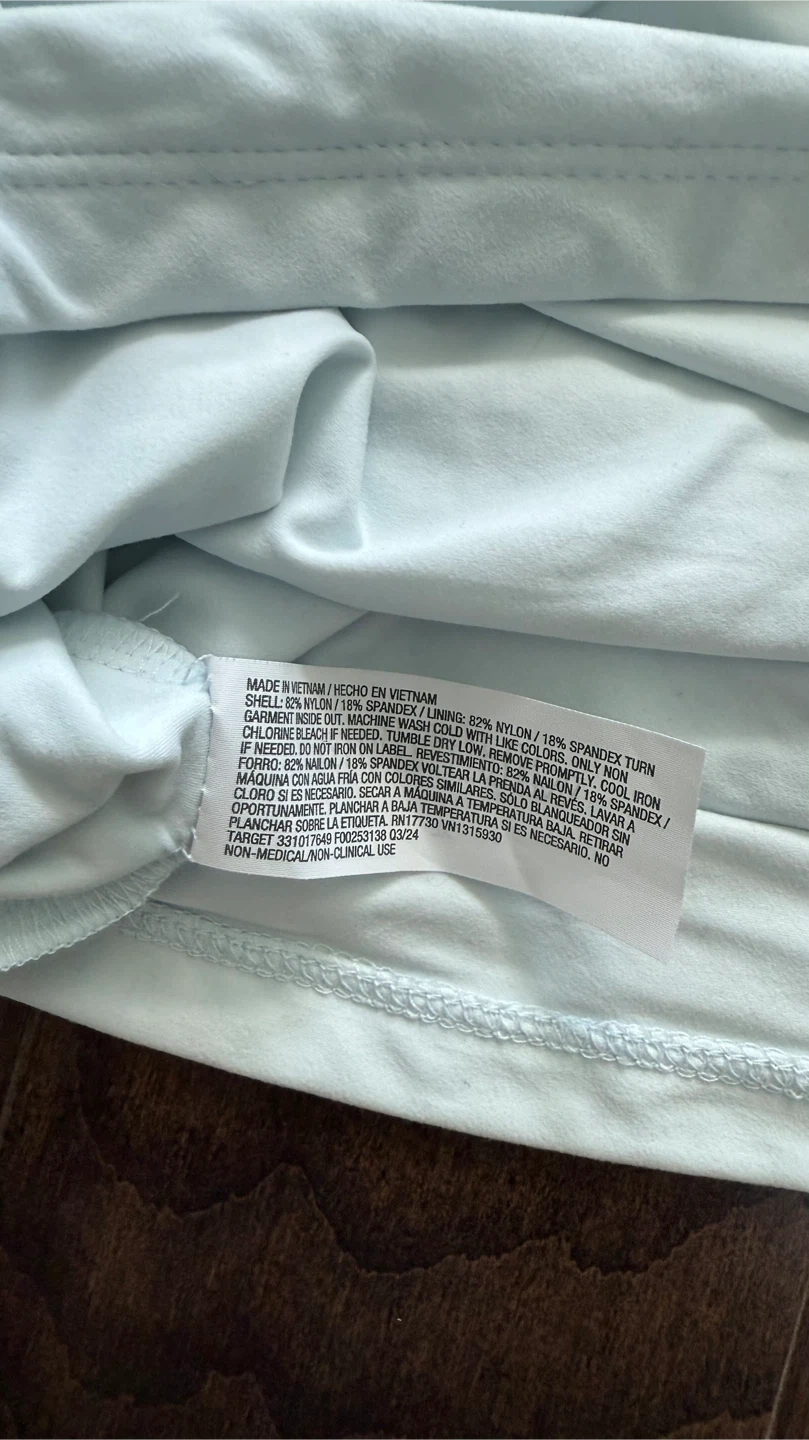 MADE IN VIETNAM / HECHO EN VIETNAM
SHELL: 82% NYLON / 18% SPANDEX / LINING: 82% NYLON / 18% SPANDEX TURN
GARMENT INSIDE OUT. MACHINE WASH COLD WITH LIKE COLORS. ONLY NON
CHLORINE BLEACH IF NEEDED. TUMBLE DRY LOW. REMOVE PROMPTLY. COOL IRON
IF NEEDED. DO NOT IRON ON LABEL. REVESTIMIENTO: 82% NAILON / 18% SPANDEX /
FORRO: 82% NAILON / 18% SPANDEX VOLTEAR LA PRENDA AL REVÉS. LAVAR A
MÁQUINA CON AGUA FRÍA CON COLORES SIMILARES. SÓLO BLANQUEADOR SIN
CLORO SI ES NECESARIO. SECAR A MÁQUINA A TEMPERATURA BAJA. RETIRAR
OPORTUNAMENTE. PLANCHAR A BAJA TEMPERATURA SI ES NECESARIO. NO
PLANCHAR SOBRE LA ETIQUETA. RN17730 VN1315930
TARGET 331017649 F00253138 Q3/24
NON-MEDICAL/NON-CLINICAL USE